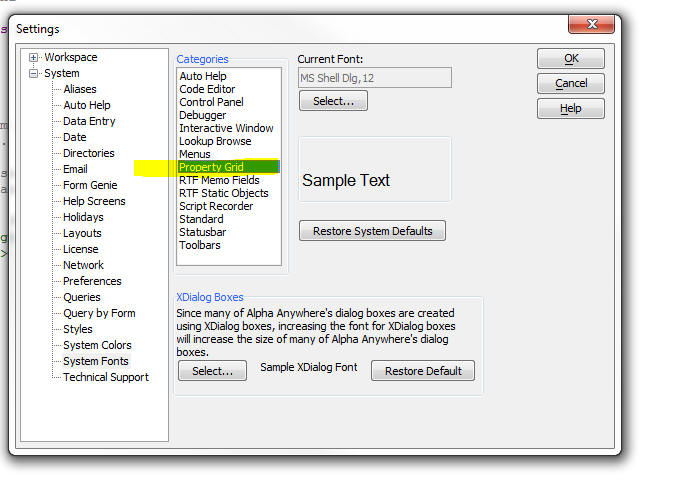 Settings
Workspace
System
Aliases
Auto Help
Data Entry
Date
Directories
Email
Form Genie
Help Screens
Holidays
Layouts
License
Network
Preferences
Queries
Query by Form
Styles
System Colors
System Fonts
Technical Support
Categories
Auto Help
Code Editor
Control Panel
Debugger
Interactive Window
Lookup Browse
Menus
Property Grid
RTF Memo Fields
RTF Static Objects
Script Recorder
Standard
Statusbar
Toolbars
Current Font:
MS Shell Dlg,12
Select...
Sample Text
Restore System Defaults
OK
Cancel
Help
XDialog Boxes
Since many of Alpha Anywhere's dialog boxes are created
using XDialog boxes, increasing the font for XDialog boxes
will increase the size of many of Alpha Anywhere's dialog
boxes.
Select...
Sample XDialog Font
Restore Default